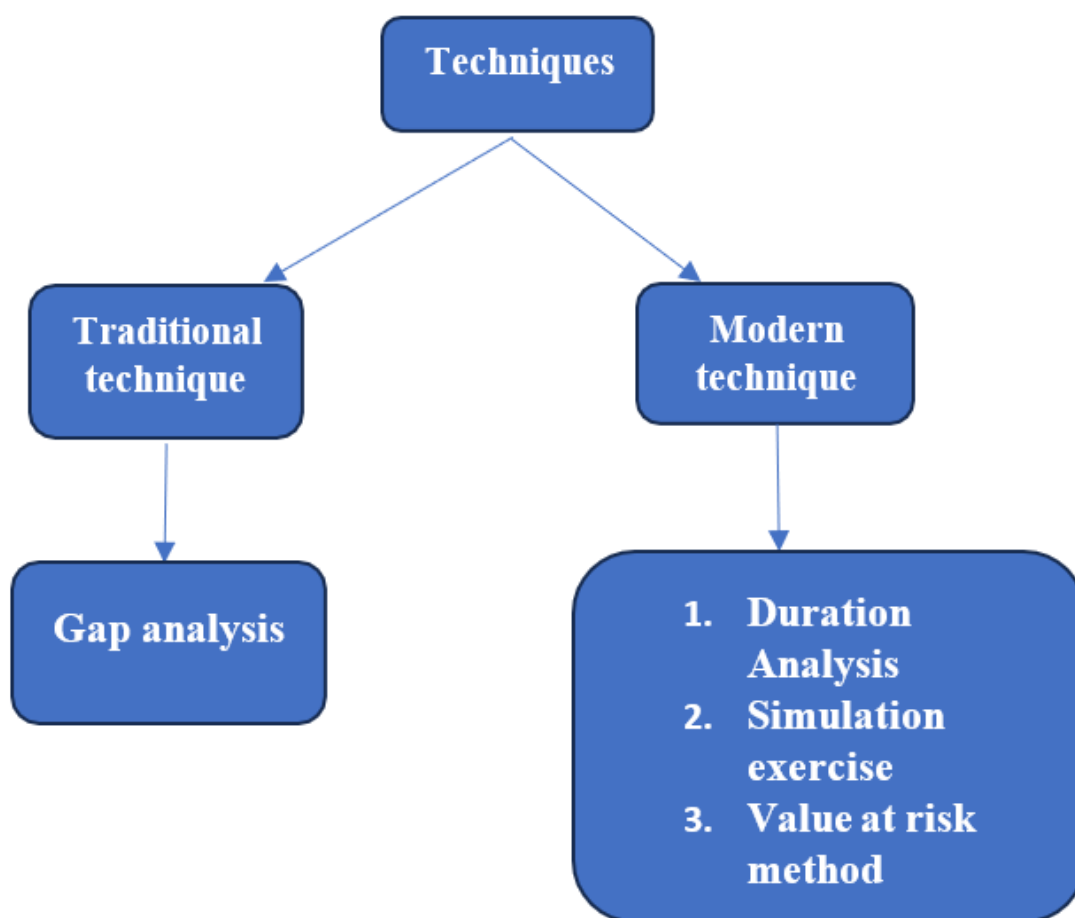 Techniques
Traditional
technique
Modern
technique
Gap analysis
1. Duration
Analysis
2. Simulation
exercise
3. Value at risk
method